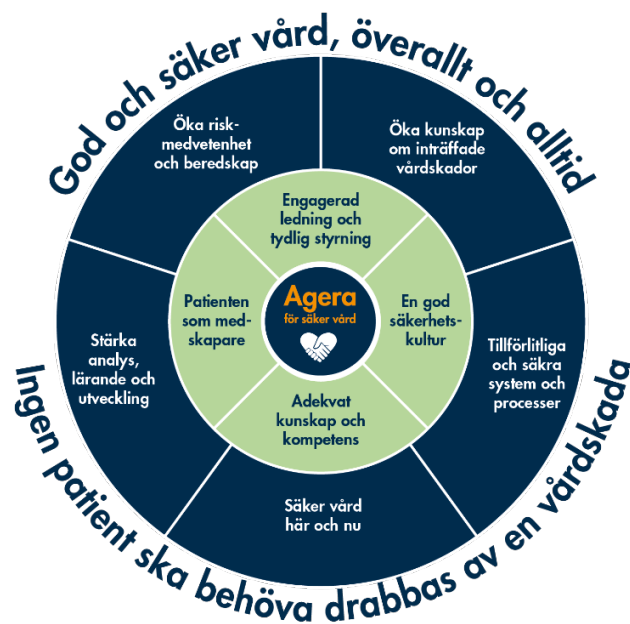 God och säker vård, överallt och alltid
Öka risk-
medvetenhet
och beredskap
Öka kunskap
om inträffade
vårdskador
Engagerad
ledning och
tydlig styrning
Patienten
som med-
skapare
Agera
för säker vård
En god
säkerhets-
kultur
Stärka
analys,
lärande och
utveckling
Tillförlitliga
och säkra
system och
processer
Adekvat
kunskap och
kompetens
Säker vård
här och nu
Ingen patient ska behöva drabbas av en vårdskada